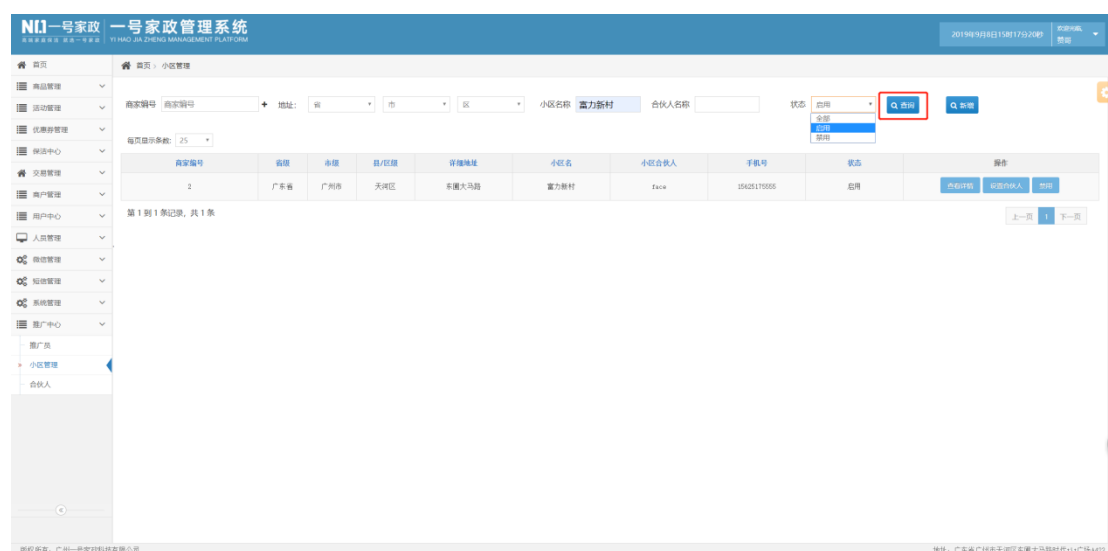 一号家政 一号家政管理系统
YI HAO JIA ZHENG MANAGEMENT PLATFORM
2019年9月8日15时17分20秒
首页
首页 › 小区管理
商品管理
活动管理
优惠券管理
保洁中心
交易管理
商户管理
用户中心
人员管理
微信管理
短信管理
系统管理
推广中心
推广员
小区管理
合伙人
商家编号 商家编号 + 地址: 省 市 区 小区名称 富力新村 合伙人名称 状态 启用 查询 新增
全部
启用
禁用
每页显示条数: 25
商家编号 省级 市级 县/区级 详细地址 小区名 小区合伙人 手机号 状态 操作
2 广东省 广州市 天河区 东圃大马路 富力新村 face 15625175555 启用 查看详情 设置合伙人 禁用
第 1 到 1 条记录, 共 1 条
上一页 1 下一页